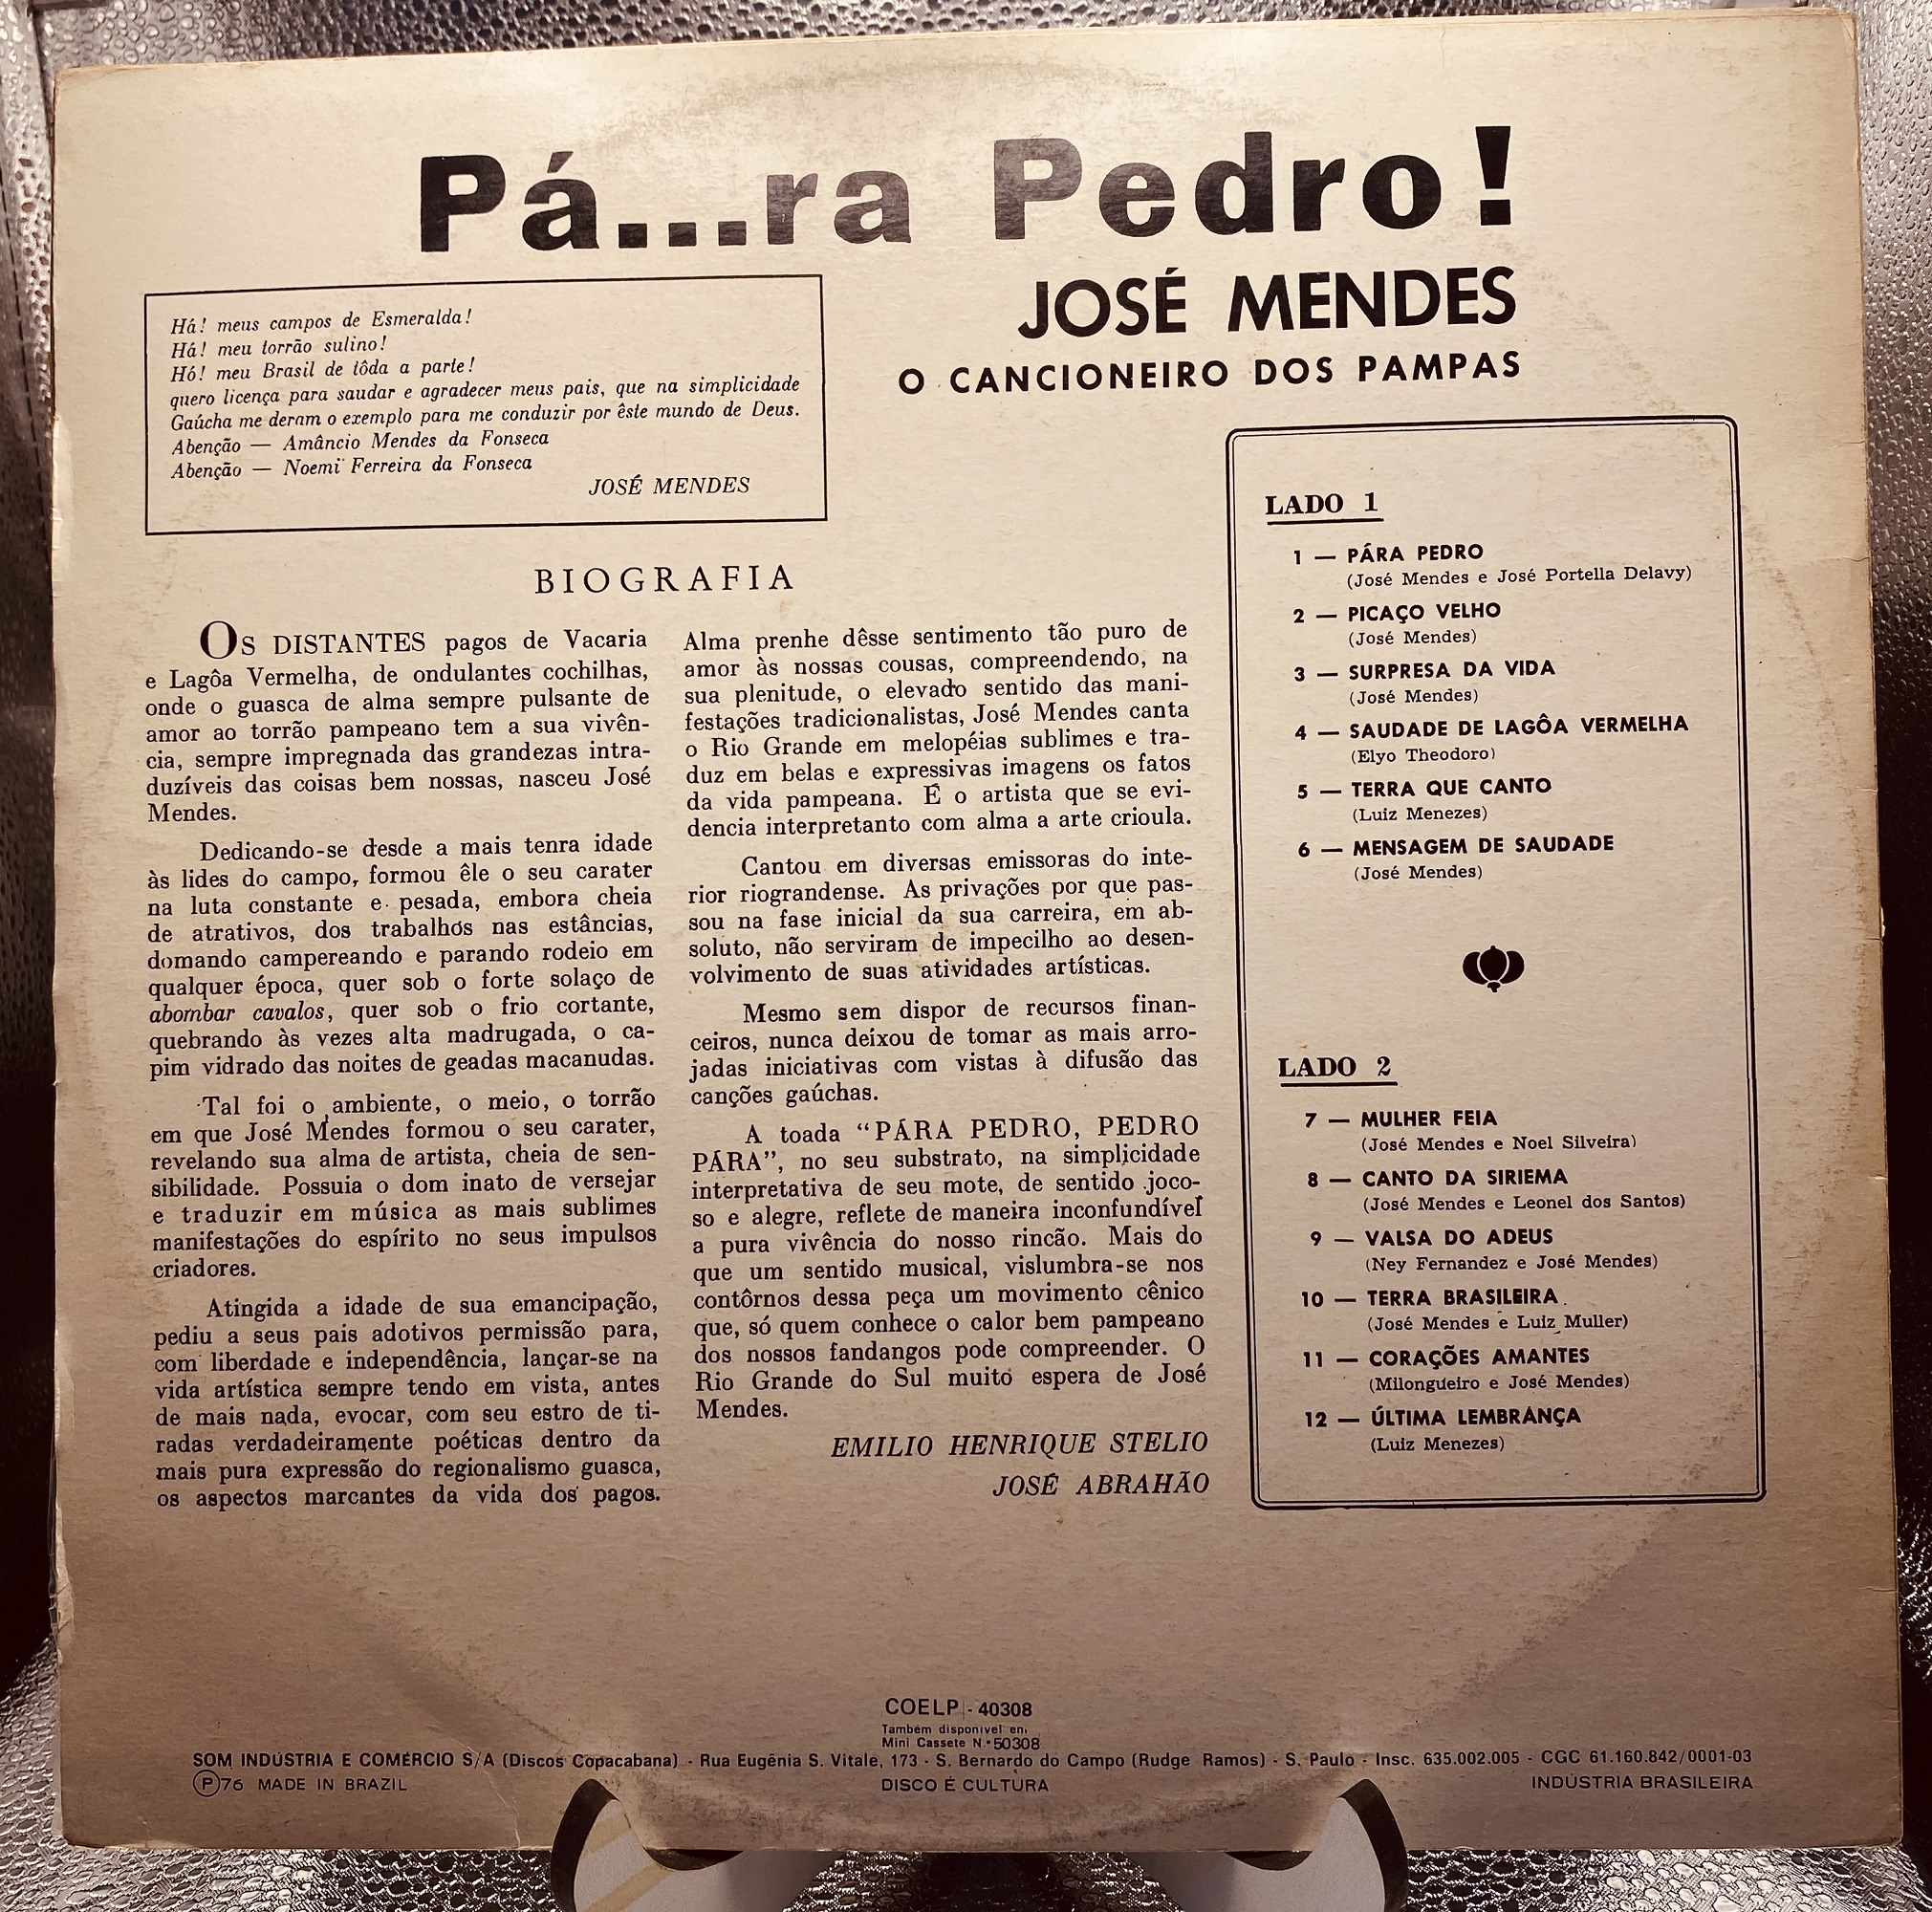 Pá...ra Pedro!
JOSÉ MENDES
O CANCIONEIRO DOS PAMPAS
Há! meus campos de Esmeralda!
Há! meu torrão sulino!
Hó! meu Brasil de tôda a parte!
quero licença para saudar e agradecer meus pais, que na simplicidade
Gaúcha me deram o exemplo para me conduzir por êste mundo de Deus.
Abenção — Amâncio Mendes da Fonseca
Abenção — Noemi Ferreira da Fonseca
JOSÉ MENDES
BIOGRAFIA
OS DISTANTES pagos de Vacaria
e Lagôa Vermelha, de ondulantes cochilhas,
onde o guasca de alma sempre pulsante de
amor ao torrão pampeano tem a sua vivên-
cia, sempre impregnada das grandezas intra-
duzíveis das coisas bem nossas, nasceu José
Mendes.
Dedicando-se desde a mais tenra idade
às lides do campo, formou êle o seu carater
na luta constante e pesada, embora cheia
de atrativos, dos trabalhos nas estâncias,
domando campereando e parando rodeio em
qualquer época, quer sob o forte solaço de
abombar cavalos, quer sob o frio cortante,
quebrando às vezes alta madrugada, o ca-
pim vidrado das noites de geadas macanudas.
Tal foi o ambiente, o meio, o torrão
em que José Mendes formou o seu carater,
revelando sua alma de artista, cheia de sen-
sibilidade. Possuia o dom inato de versejar
e traduzir em música as mais sublimes
manifestações do espírito no seus impulsos
criadores.
Atingida a idade de sua emancipação,
pediu a seus pais adotivos permissão para,
com liberdade e independência, lançar-se na
vida artística sempre tendo em vista, antes
de mais nada, evocar, com seu estro de ti-
radas verdadeiramente poéticas dentro da
mais pura expressão do regionalismo guasca,
os aspectos marcantes da vida dos pagos.
Alma prenhe dêsse sentimento tão puro de
amor às nossas cousas, compreendendo, na
sua plenitude, o elevado sentido das mani-
festações tradicionalistas, José Mendes canta
o Rio Grande em melopéias sublimes e tra-
duz em belas e expressivas imagens os fatos
da vida pampeana. É o artista que se evi-
dencia interpretanto com alma a arte crioula.
Cantou em diversas emissoras do inte-
rior riograndense. As privações por que pas-
sou na fase inicial da sua carreira, em ab-
soluto, não serviram de impecilho ao desen-
volvimento de suas atividades artísticas.
Mesmo sem dispor de recursos finan-
ceiros, nunca deixou de tomar as mais arro-
jadas iniciativas com vistas à difusão das
canções gaúchas.
A toada “PÁRA PEDRO, PEDRO
PÁRA”, no seu substrato, na simplicidade
interpretativa de seu mote, de sentido joco-
so e alegre, reflete de maneira inconfundível
a pura vivência do nosso rincão. Mais do
que um sentido musical, vislumbra-se nos
contôrnos dessa peça um movimento cênico
que, só quem conhece o calor bem pampeano
dos nossos fandangos pode compreender. O
Rio Grande do Sul muito espera de José
Mendes.
EMILIO HENRIQUE STELIO
JOSÉ ABRAHÃO
LADO 1
1 — PÁRA PEDRO
(José Mendes e José Portella Delavy)
2 — PICAÇO VELHO
(José Mendes)
3 — SURPRESA DA VIDA
(José Mendes)
4 — SAUDADE DE LAGÔA VERMELHA
(Elyo Theodoro)
5 — TERRA QUE CANTO
(Luiz Menezes)
6 — MENSAGEM DE SAUDADE
(José Mendes)
LADO 2
7 — MULHER FEIA
(José Mendes e Noel Silveira)
8 — CANTO DA SIRIEMA
(José Mendes e Leonel dos Santos)
9 — VALSA DO ADEUS
(Ney Fernandez e José Mendes)
10 — TERRA BRASILEIRA
(José Mendes e Luiz Muller)
11 — CORAÇÕES AMANTES
(Milongueiro e José Mendes)
12 — ÚLTIMA LEMBRANÇA
(Luiz Menezes)
COELP - 40308
Também disponível em
Mini Cassete N.º 50308
SOM INDÚSTRIA E COMÉRCIO S/A (Discos Copacabana) - Rua Eugênia S. Vitale, 173 - S. Bernardo do Campo (Rudge Ramos) - S. Paulo - Insc. 635.002.005 - CGC 61.160.842/0001-03
Ⓟ76 MADE IN BRAZIL
DISCO É CULTURA
INDÚSTRIA BRASILEIRA